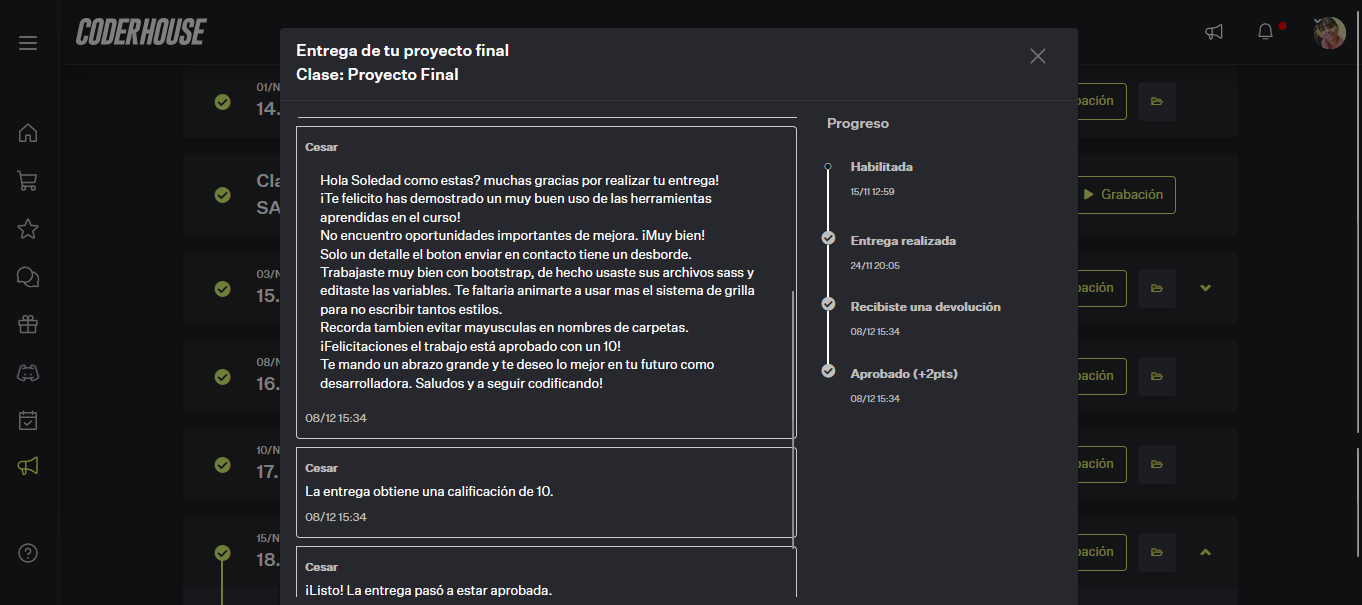 CODERHOUSE
Entrega de tu proyecto final
Clase: Proyecto Final
Cesar
Hola Soledad como estas? muchas gracias por realizar tu entrega!
¡Te felicito has demostrado un muy buen uso de las herramientas
aprendidas en el curso!
No encuentro oportunidades importantes de mejora. ¡Muy bien!
Solo un detalle el boton enviar en contacto tiene un desborde.
Trabajaste muy bien con bootstrap, de hecho usaste sus archivos sass y
editaste las variables. Te faltaria animarte a usar mas el sistema de grilla
para no escribir tantos estilos.
Recorda tambien evitar mayusculas en nombres de carpetas.
¡Felicitaciones el trabajo está aprobado con un 10!
Te mando un abrazo grande y te deseo lo mejor en tu futuro como
desarrolladora. Saludos y a seguir codificando!
08/12 15:34
Cesar
La entrega obtiene una calificación de 10.
08/12 15:34
Cesar
¡Listo! La entrega pasó a estar aprobada.
Progreso
Habilitada
15/11 12:59
Entrega realizada
24/11 20:05
Recibiste una devolución
08/12 15:34
Aprobado (+2pts)
08/12 15:34
01/N
14.
Cla
SA
03/N
15.
08/N
16.
10/N
17.
15/N
18.
bación
Grabación
bación
bación
bación
bación